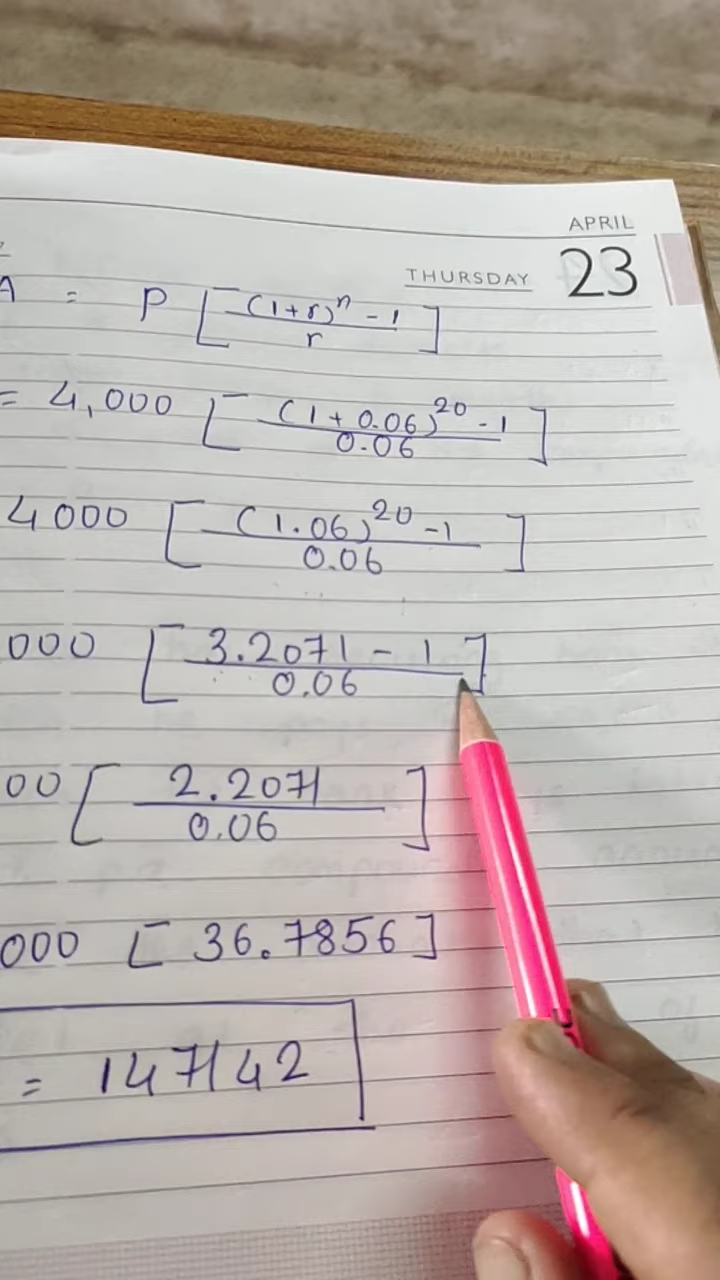 APRIL
THURSDAY 23
A = P [ (1+r)^n - 1 / r ]
= 4,000 [ (1+0.06)^20 - 1 / 0.06 ]
4000 [ (1.06)^20 - 1 / 0.06 ]
000 [ 3.2071 - 1 / 0.06 ]
00 [ 2.2071 / 0.06 ]
000 [ 36.7856 ]
= 147142